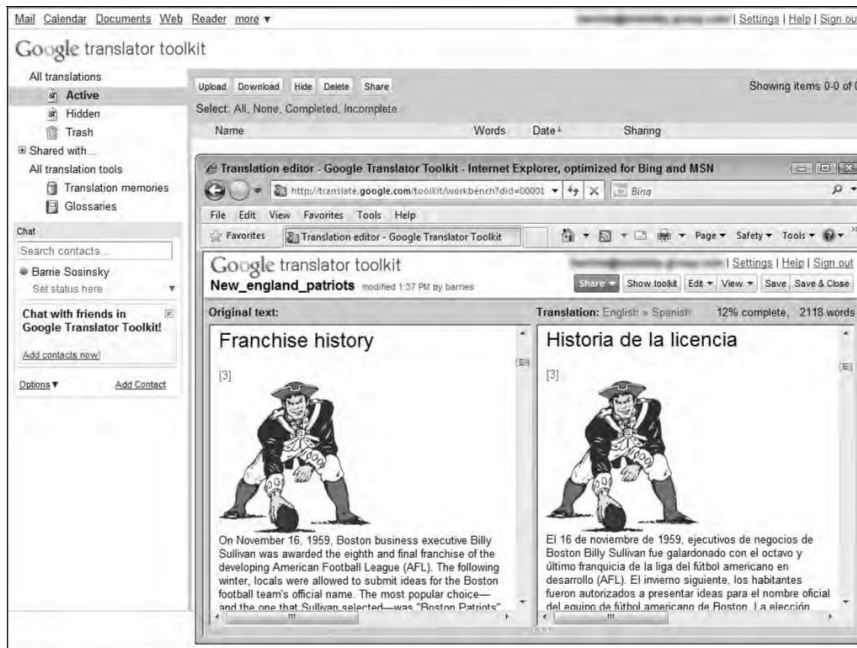 Mail Calendar Documents Web Reader more ▼
| Settings | Help | Sign out
Google translator toolkit
All translations
Active
Hidden
Trash
Shared with...
All translation tools
Translation memories
Glossaries
Chat
Search contacts...
Barrie Sosinsky
Set status here
Chat with friends in
Google Translator Toolkit!
Add contacts now!
Options ▼ Add Contact
Upload Download Hide Delete Share
Showing items 0-0 of 0
Select: All, None, Completed, Incomplete
Name Words Date Sharing
Translation editor - Google Translator Toolkit - Internet Explorer, optimized for Bing and MSN
http://translate.google.com/toolkit/workbench?did=00001 Bing
File Edit View Favorites Tools Help
Favorites Translation editor - Google Translator Toolkit Page ▼ Safety ▼ Tools ▼
Google translator toolkit
| Settings | Help | Sign out
New_england_patriots modified 1:37 PM by barries
Share Show toolkit Edit ▼ View ▼ Save Save & Close
Original text:
Translation: English » Spanish 12% complete, 2118 words
Franchise history
[3]
On November 16, 1959, Boston business executive Billy
Sullivan was awarded the eighth and final franchise of the
developing American Football League (AFL). The following
winter, locals were allowed to submit ideas for the Boston
football team's official name. The most popular choice—
and the one that Sullivan selected—was "Boston Patriots"
Historia de la licencia
[3]
El 16 de noviembre de 1959, ejecutivos de negocios de
Boston Billy Sullivan fue galardonado con el octavo y
último franquicia de la liga del fútbol americano en
desarrollo (AFL). El invierno siguiente, los habitantes
fueron autorizados a presentar ideas para el nombre oficial
del equipo de fútbol americano de Boston. La elección